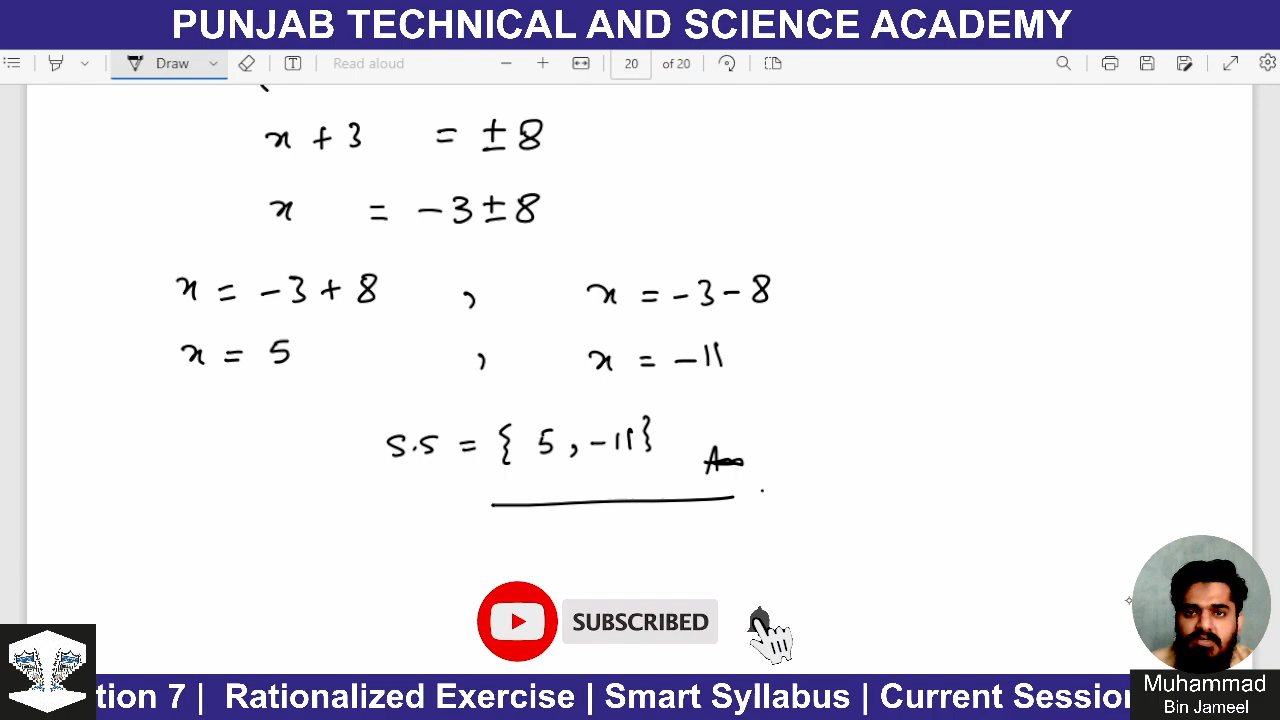 PUNJAB TECHNICAL AND SCIENCE ACADEMY
Draw
Read aloud
20 of 20
x + 3 = ±8
x = -3±8
x = -3+8 , x = -3-8
x = 5 , x = -11
S.S = { 5 , -11}
SUBSCRIBED
tion 7 | Rationalized Exercise | Smart Syllabus | Current Session
Muhammad
Bin Jameel